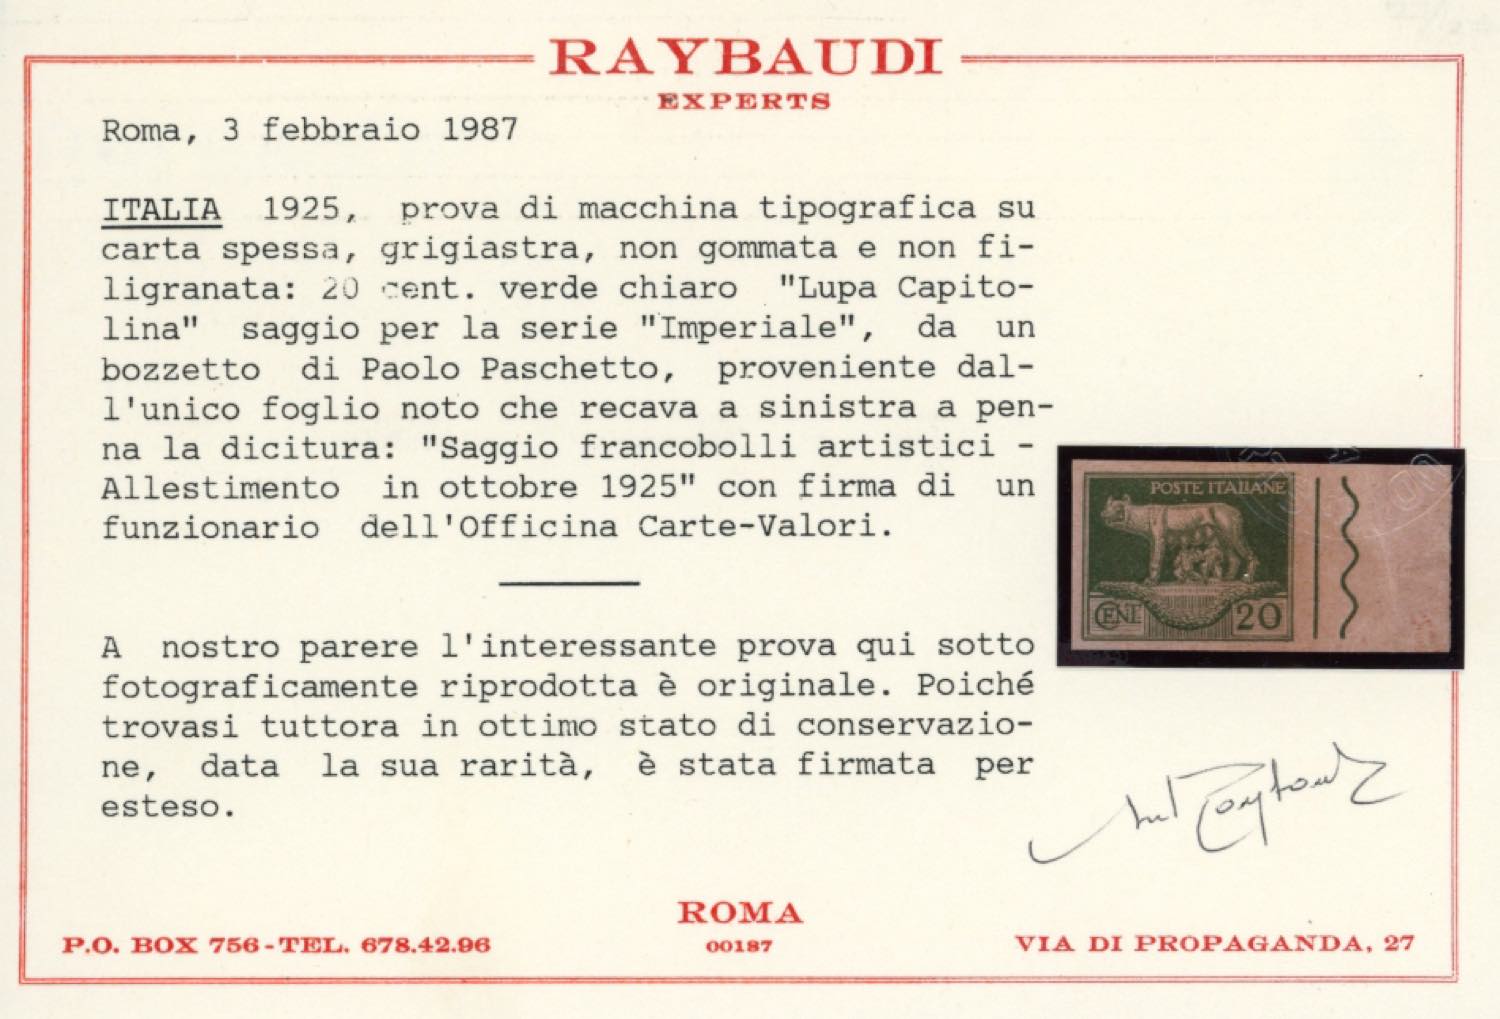 RAYBAUDI
EXPERTS
Roma, 3 febbraio 1987
ITALIA 1925, prova di macchina tipografica su
carta spessa, grigiastra, non gommata e non fi-
ligranata: 20 cent. verde chiaro "Lupa Capito-
lina" saggio per la serie "Imperiale", da un
bozzetto di Paolo Paschetto, proveniente dal-
l'unico foglio noto che recava a sinistra a pen-
na la dicitura: "Saggio francobolli artistici -
Allestimento in ottobre 1925" con firma di un
funzionario dell'Officina Carte-Valori.
A nostro parere l'interessante prova qui sotto
fotograficamente riprodotta è originale. Poiché
trovasi tuttora in ottimo stato di conservazio-
ne, data la sua rarità, è stata firmata per
esteso.
POSTE ITALIANE
CENT 20
ROMA
00187
P.O. BOX 756-TEL. 678.42.96
VIA DI PROPAGANDA, 27